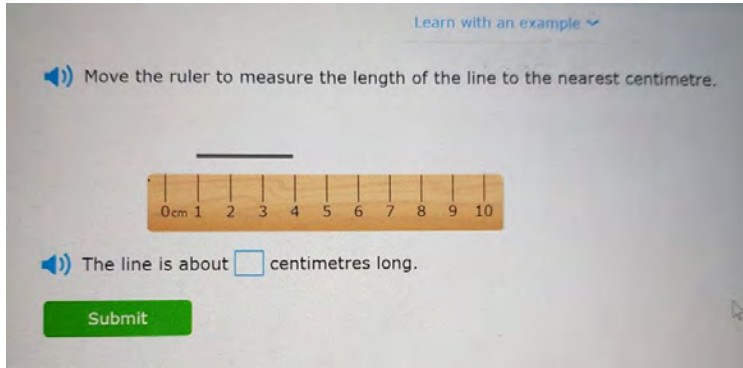 Learn with an example
Move the ruler to measure the length of the line to the nearest centimetre.
0cm 1 2 3 4 5 6 7 8 9 10
The line is about centimetres long.
Submit